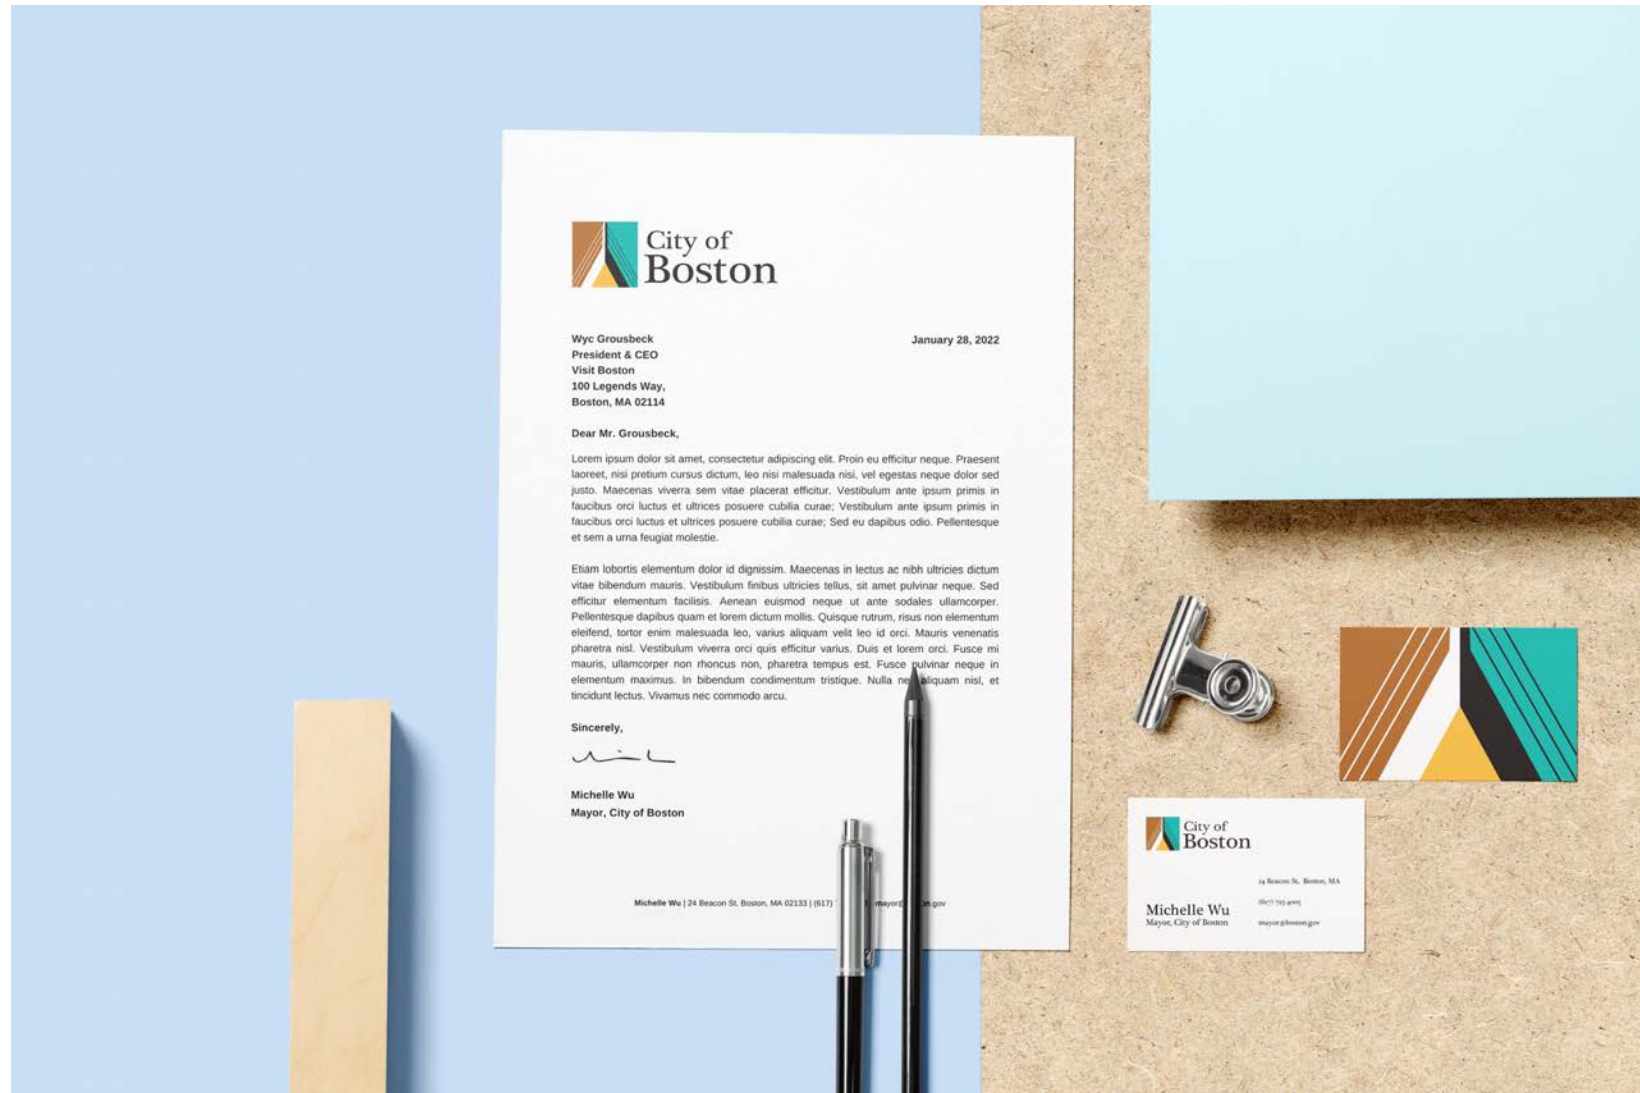 City of
Boston
Wyc Grousbeck
January 28, 2022
President & CEO
Visit Boston
100 Legends Way,
Boston, MA 02114
Dear Mr. Grousbeck,
Lorem ipsum dolor sit amet, consectetur adipiscing elit. Proin eu efficitur neque. Praesent
laoreet, nisi pretium cursus dictum, leo nisi malesuada nisi, vel egestas neque dolor sed
justo. Maecenas viverra sem vitae placerat efficitur. Vestibulum ante ipsum primis in
faucibus orci luctus et ultrices posuere cubilia curae; Vestibulum ante ipsum primis in
faucibus orci luctus et ultrices posuere cubilia curae; Sed eu dapibus odio. Pellentesque
et sem a urna feugiat molestie.
Etiam lobortis elementum dolor id dignissim. Maecenas in lectus ac nibh ultricies dictum
vitae bibendum mauris. Vestibulum finibus ultricies tellus, sit amet pulvinar neque. Sed
efficitur elementum facilisis. Aenean euismod neque ut ante sodales ullamcorper.
Pellentesque dapibus quam et lorem dictum mollis. Quisque rutrum, risus non elementum
eleifend, tortor enim malesuada leo, varius aliquam velit leo id orci. Mauris venenatis
pharetra nisl. Vestibulum viverra orci quis efficitur varius. Duis et lorem orci. Fusce mi
mauris, ullamcorper non rhoncus non, pharetra tempus est. Fusce pulvinar neque in
elementum maximus. In bibendum condimentum tristique. Nulla aliquam nisl, et
tincidunt lectus. Vivamus nec commodo arcu.
Sincerely,
Michelle Wu
Mayor, City of Boston
Michelle Wu | 24 Beacon St. Boston, MA 02133 | (617)
City of
Boston
24 Beacon St, Boston, MA
(617) 725 4005
Michelle Wu
Mayor, City of Boston
mayor@boston.gov